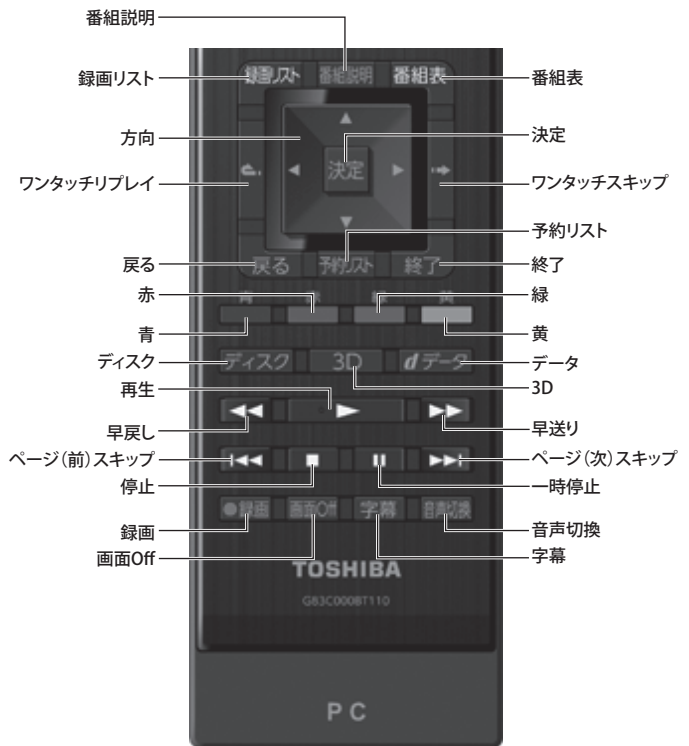 番組説明
録画リスト
録画リスト 番組説明 番組表
番組表
方向
決定
決定
ワンタッチリプレイ
ワンタッチスキップ
予約リスト
戻る
戻る 予約リスト 終了
終了
赤
緑
青 赤 緑 黄
青
黄
ディスク
ディスク 3D dデータ
データ
3D
再生
早戻し
早送り
ページ(前)スキップ
ページ(次)スキップ
停止
一時停止
●録画 画面Off 字幕 音声切換
録画
音声切換
画面Off
字幕
TOSHIBA
G83C000BT110
PC